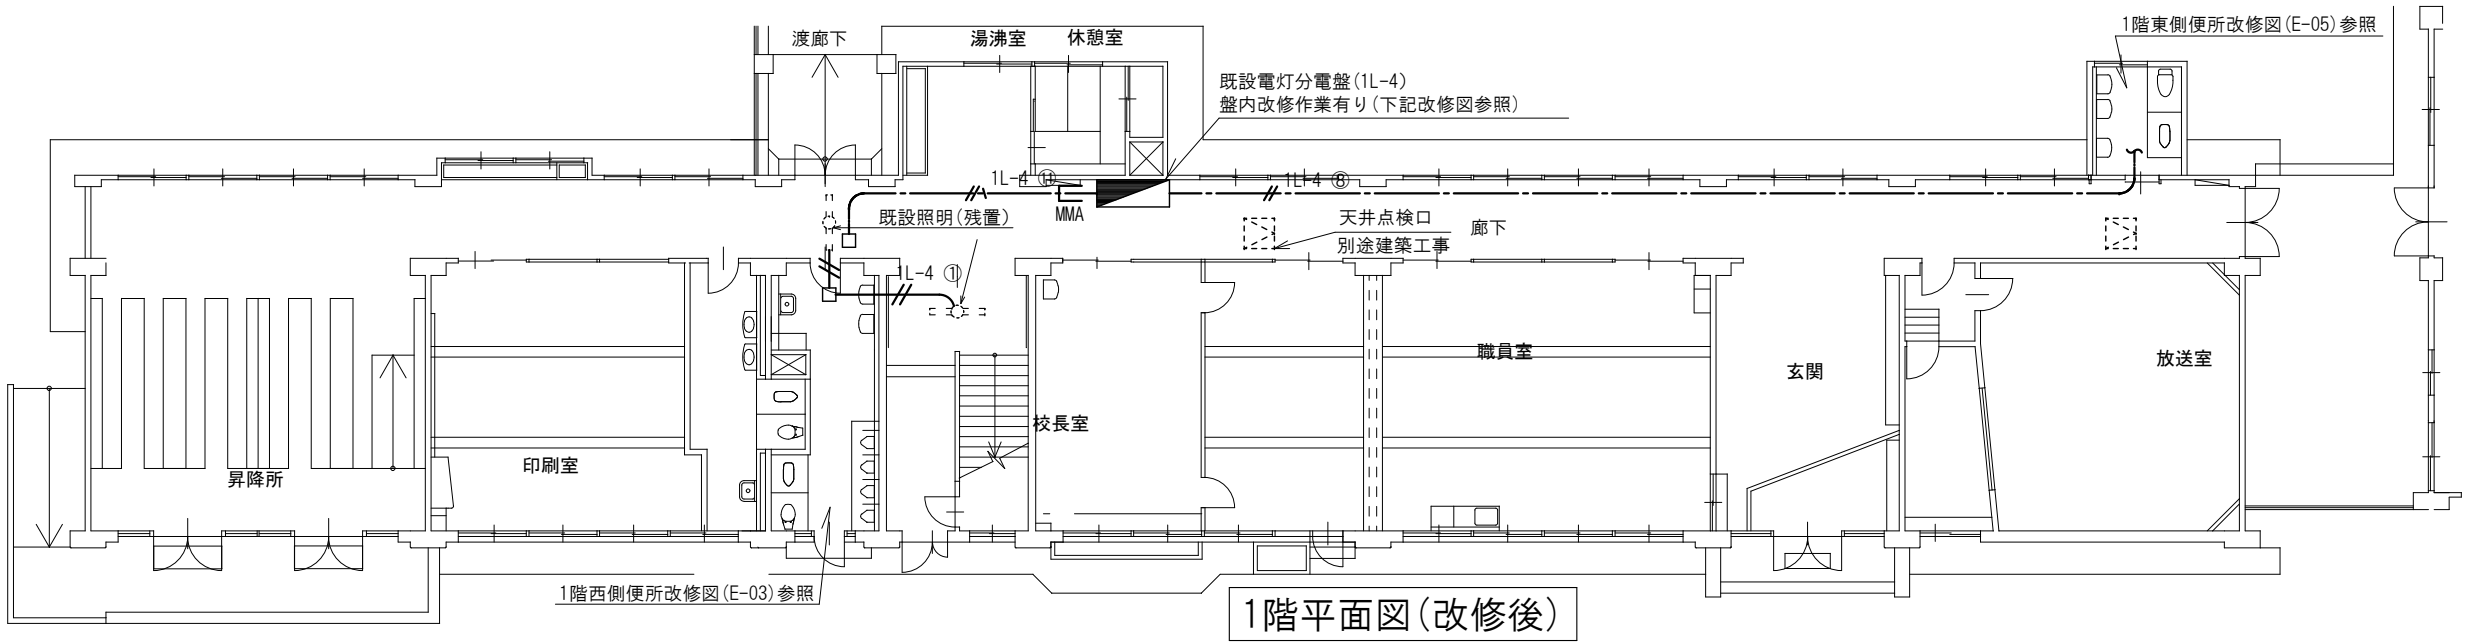 1階東側便所改修図(E-05)参照
渡廊下
湯沸室
休憩室
既設電灯分電盤(1L-4)
盤内改修作業有り(下記改修図参照)
1L-4 ⑪
1L-4 ⑧
MMA
既設照明(残置)
天井点検口
別途建築工事
廊下
1L-4 ①
職員室
放送室
玄関
校長室
印刷室
昇降所
1階西側便所改修図(E-03)参照
1階平面図(改修後)